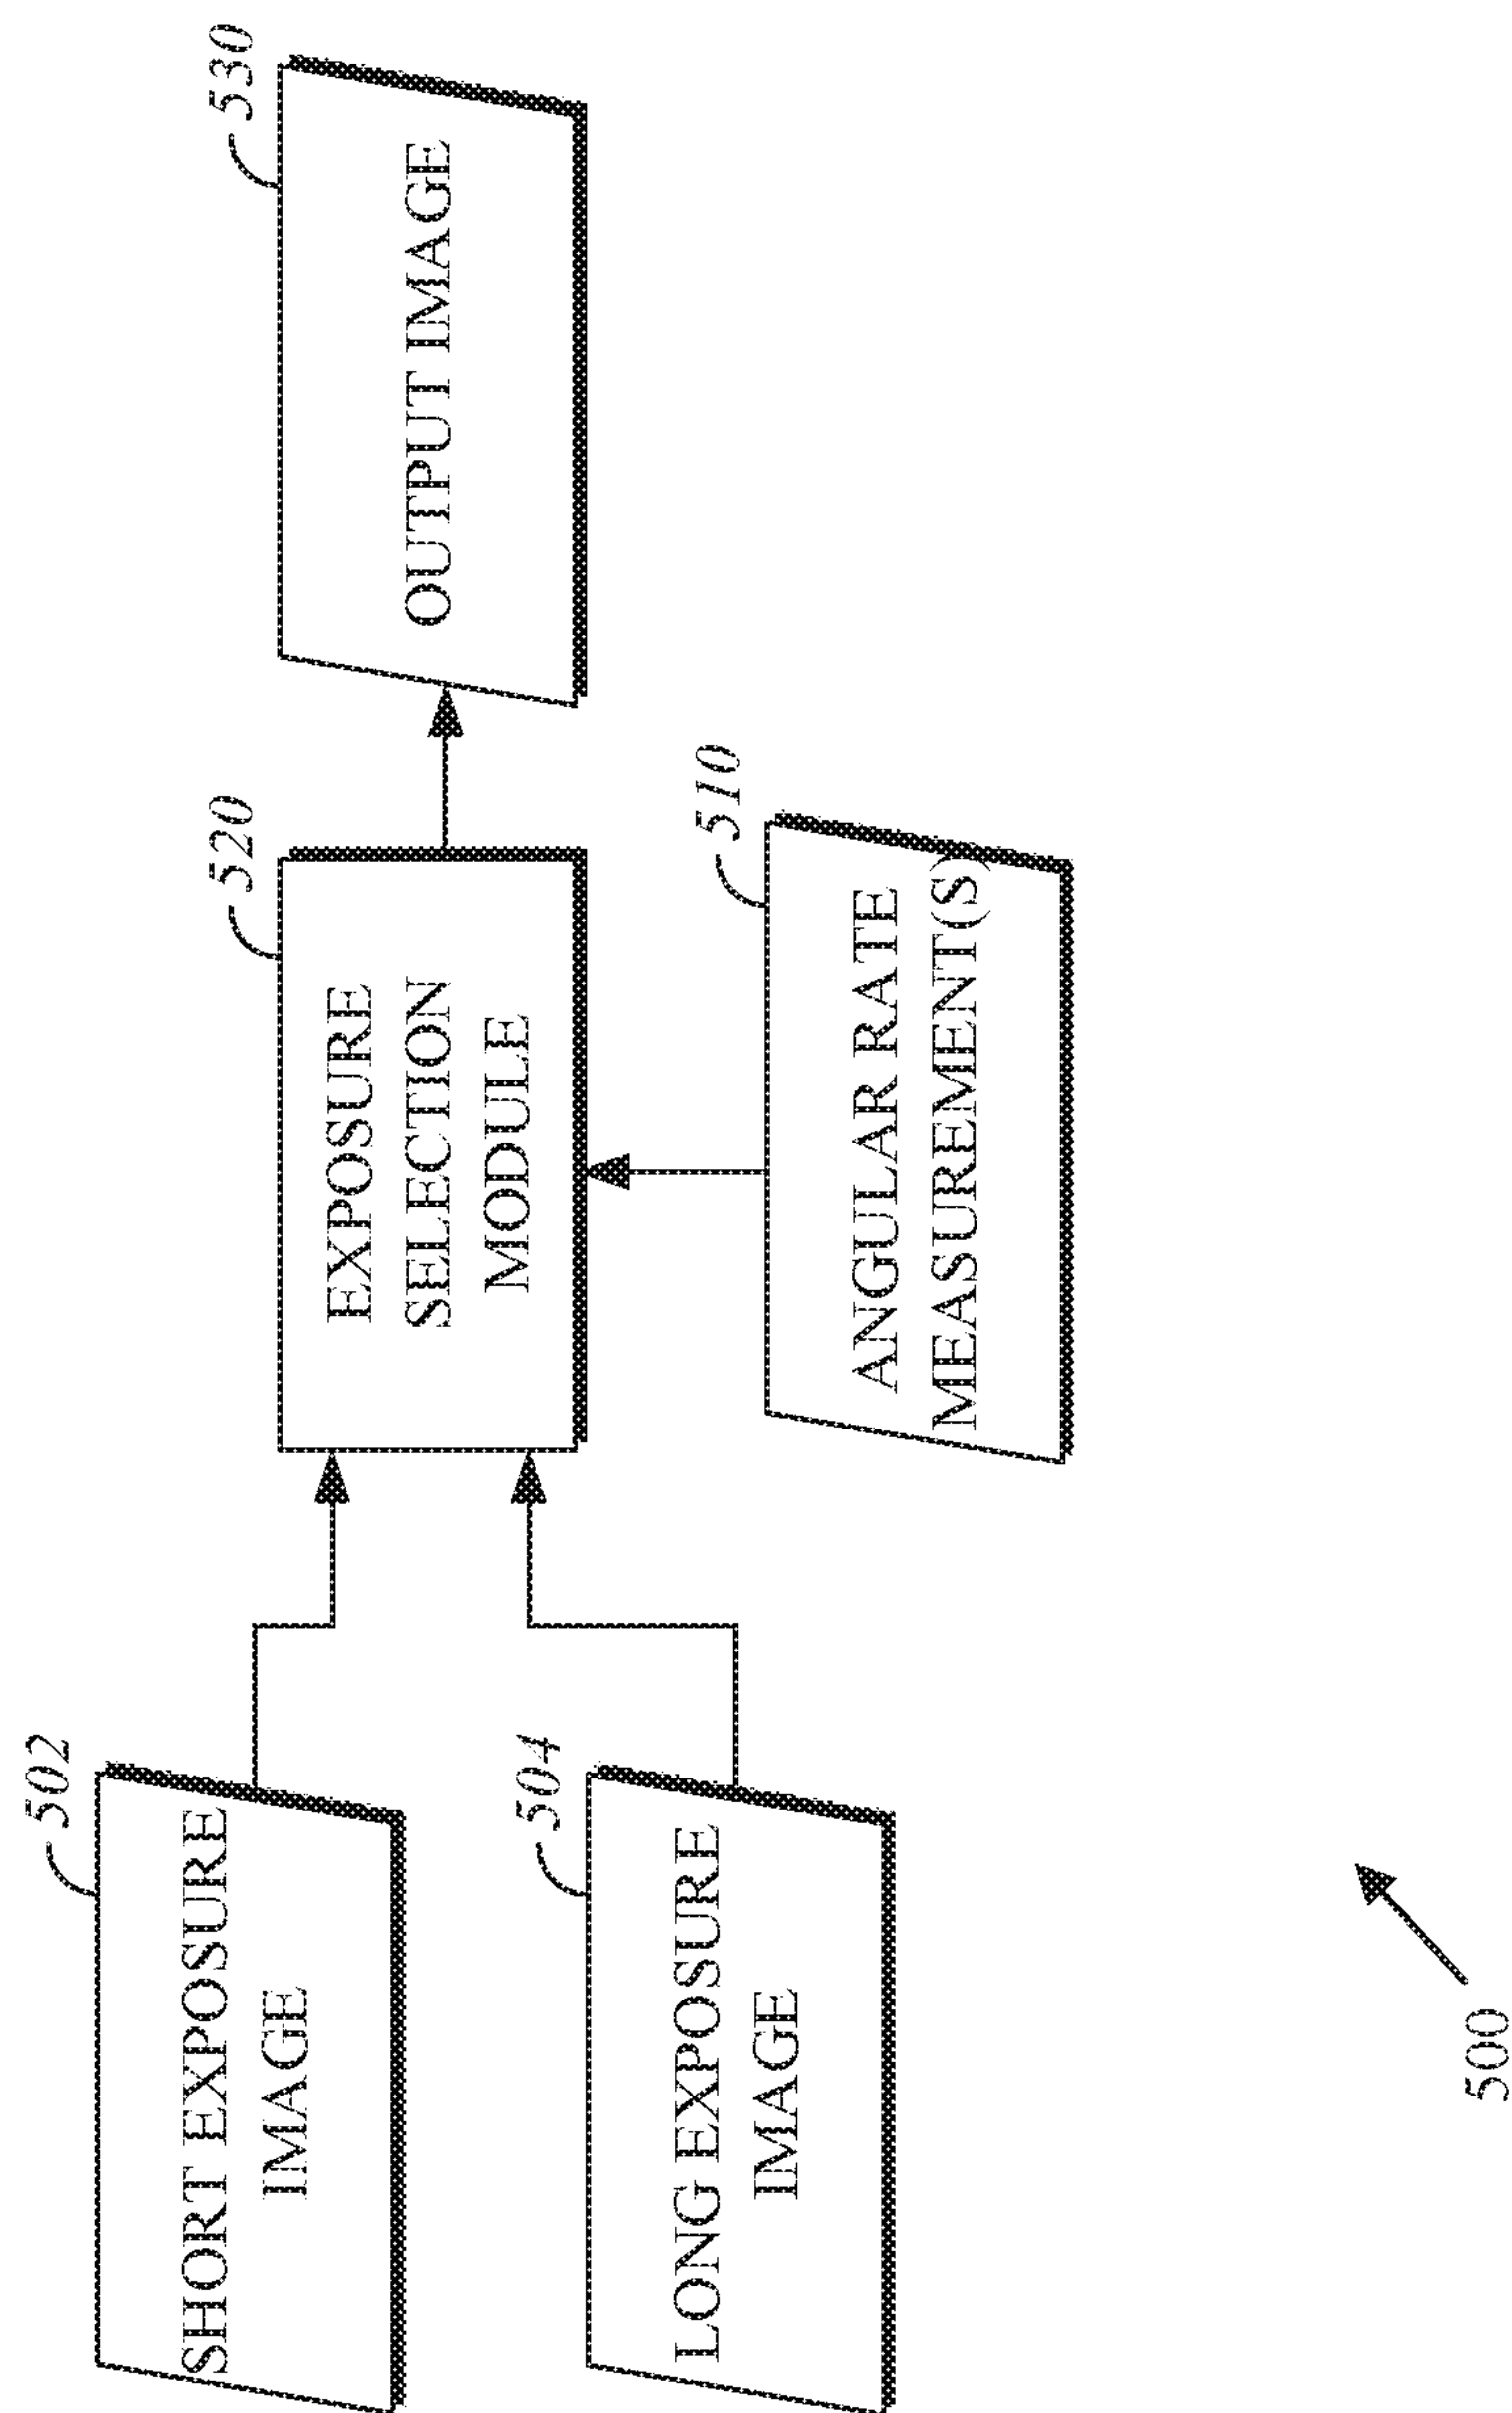 502
SHORT EXPOSURE
IMAGE
504
LONG EXPOSURE
IMAGE
520
EXPOSURE
SELECTION
MODULE
510
ANGULAR RATE
MEASUREMENT(S)
530
OUTPUT IMAGE
500